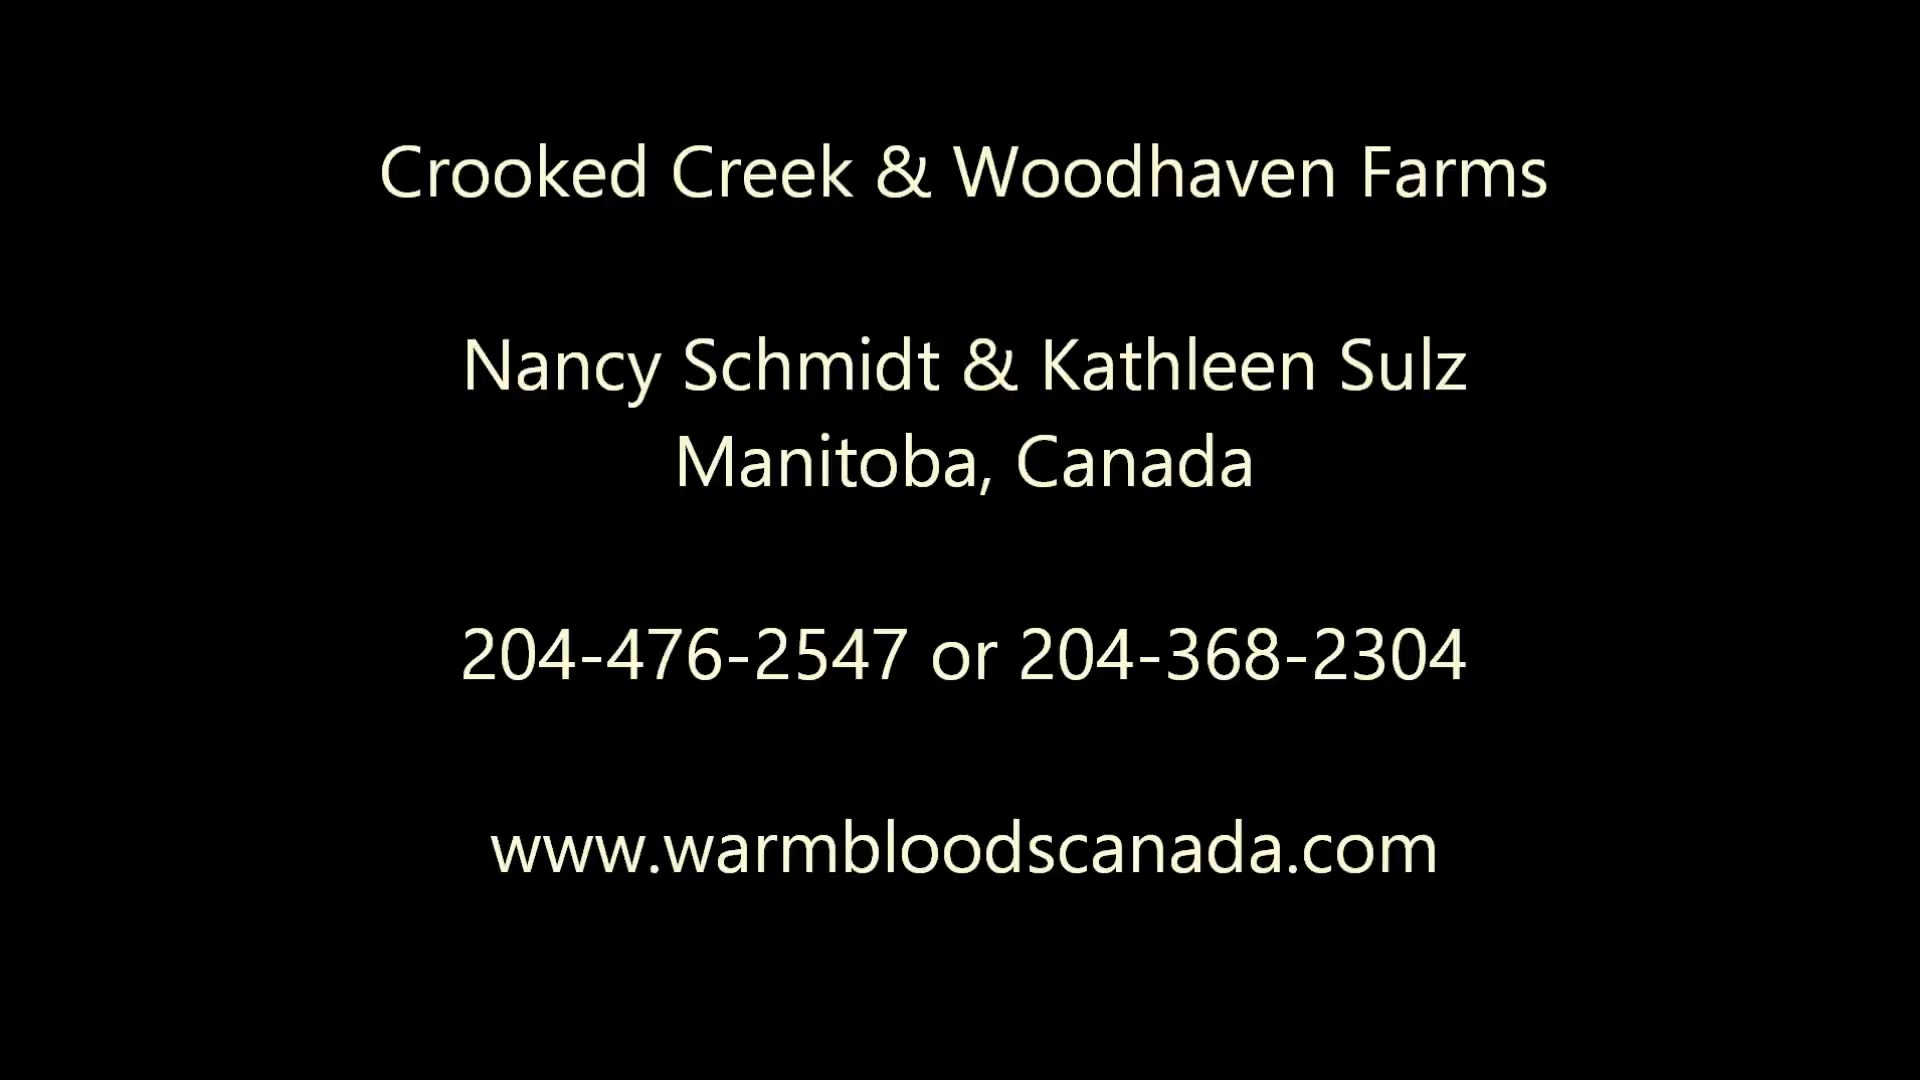 Crooked Creek & Woodhaven Farms
Nancy Schmidt & Kathleen Sulz
Manitoba, Canada
204-476-2547 or 204-368-2304
www.warmbloodscanada.com